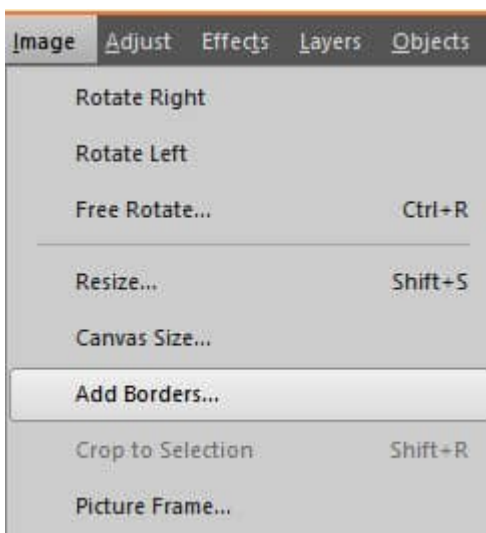 Image Adjust Effects Layers Objects
Rotate Right
Rotate Left
Free Rotate... Ctrl+R
Resize... Shift+S
Canvas Size...
Add Borders...
Crop to Selection Shift+R
Picture Frame...